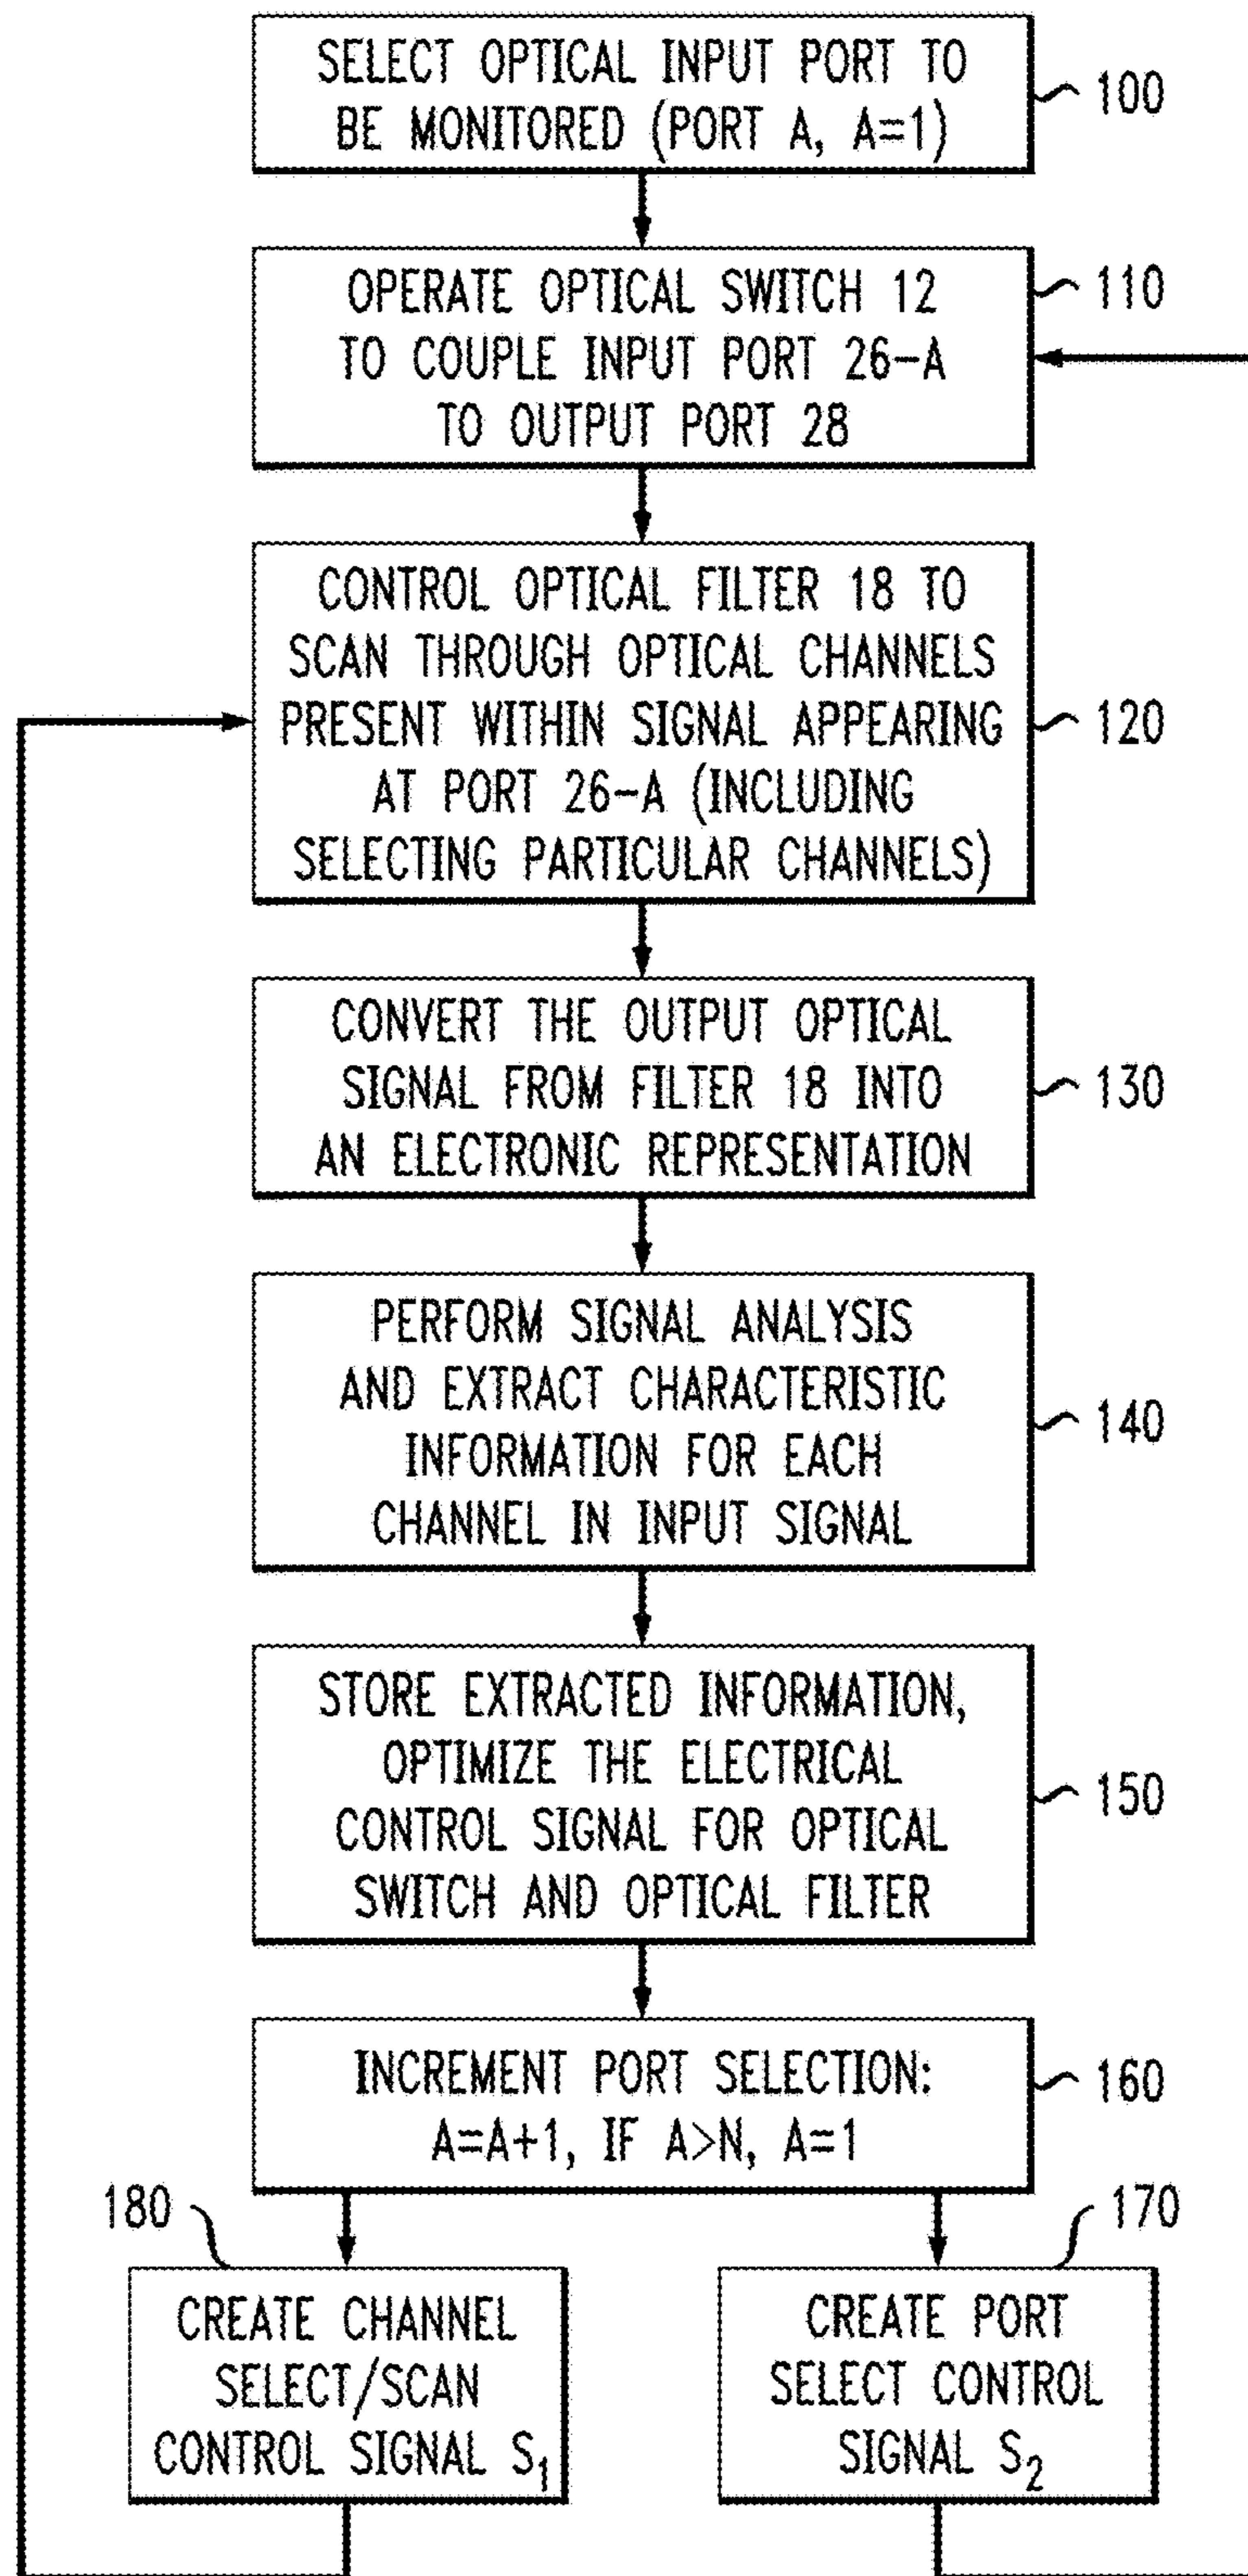 SELECT OPTICAL INPUT PORT TO
BE MONITORED (PORT A, A=1)
100
OPERATE OPTICAL SWITCH 12
TO COUPLE INPUT PORT 26-A
TO OUTPUT PORT 28
110
CONTROL OPTICAL FILTER 18 TO
SCAN THROUGH OPTICAL CHANNELS
PRESENT WITHIN SIGNAL APPEARING
AT PORT 26-A (INCLUDING
SELECTING PARTICULAR CHANNELS)
120
CONVERT THE OUTPUT OPTICAL
SIGNAL FROM FILTER 18 INTO
AN ELECTRONIC REPRESENTATION
130
PERFORM SIGNAL ANALYSIS
AND EXTRACT CHARACTERISTIC
INFORMATION FOR EACH
CHANNEL IN INPUT SIGNAL
140
STORE EXTRACTED INFORMATION,
OPTIMIZE THE ELECTRICAL
CONTROL SIGNAL FOR OPTICAL
SWITCH AND OPTICAL FILTER
150
INCREMENT PORT SELECTION:
A=A+1, IF A>N, A=1
160
180
CREATE CHANNEL
SELECT/SCAN
CONTROL SIGNAL S₁
170
CREATE PORT
SELECT CONTROL
SIGNAL S₂